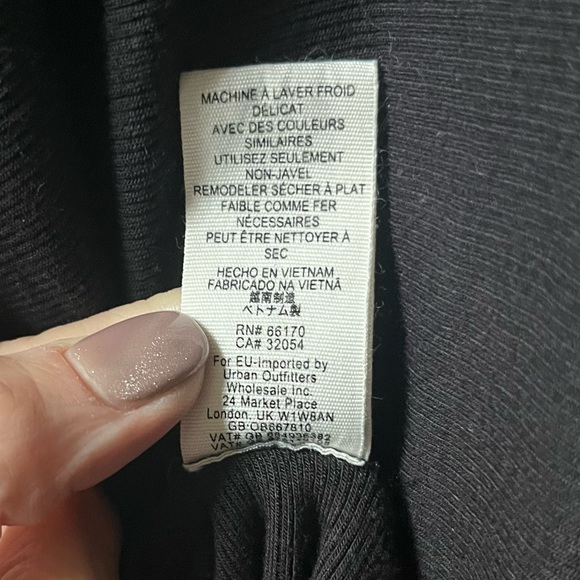 MACHINE À LAVER FROID
DÉLICAT
AVEC DES COULEURS
SIMILAIRES
UTILISEZ SEULEMENT
NON-JAVEL
REMODELER SÉCHER À PLAT
FAIBLE COMME FER
NÉCESSAIRES
PEUT ÊTRE NETTOYER À
SEC
HECHO EN VIETNAM
FABRICADO NA VIETNÃ
越南制造
ベトナム製
RN# 66170
CA# 32054
For EU-Imported by
Urban Outfitters
Wholesale Inc.
24 Market Place
London, UK W1W8AN
GB:OB667810
VAT# GB
VAT#